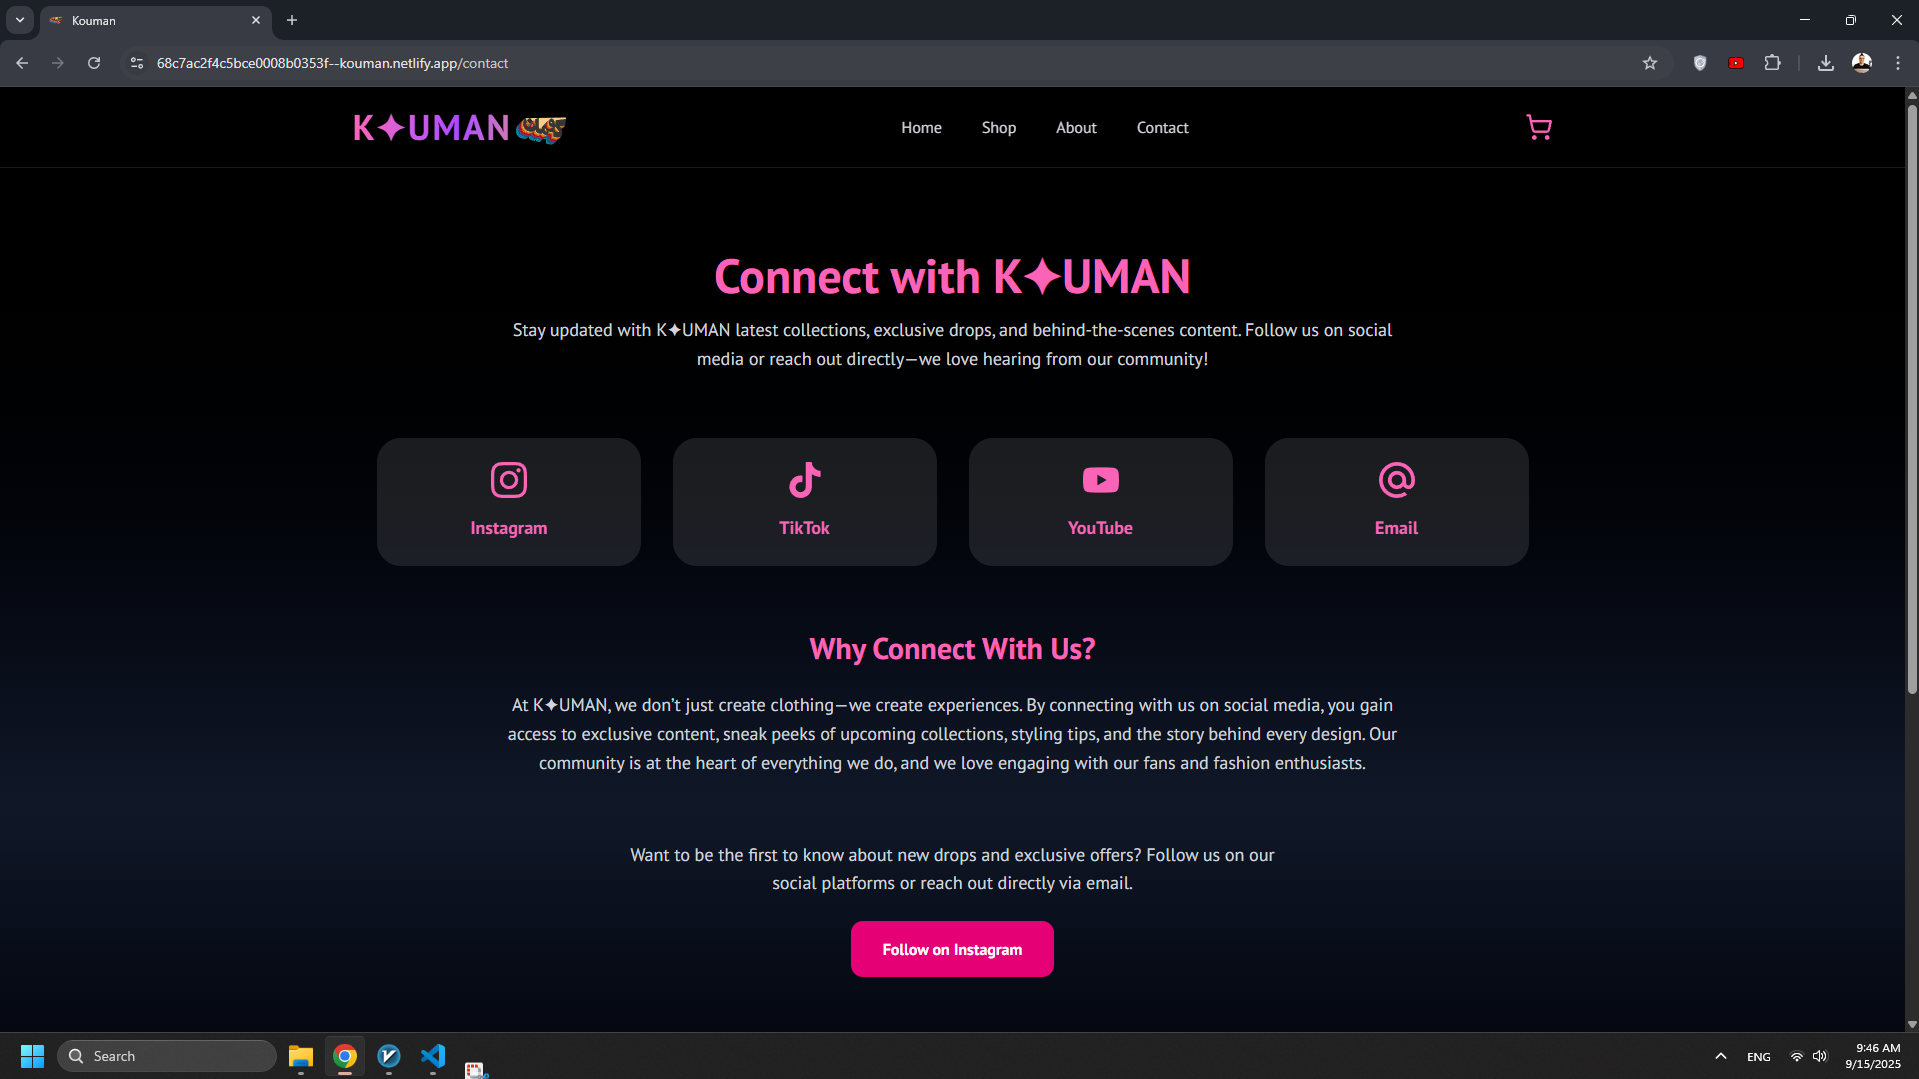 Kouman
68c7ac2f4c5bce0008b0353f--kouman.netlify.app/contact
K✦UMAN
Home
Shop
About
Contact
Connect with K✦UMAN
Stay updated with K✦UMAN latest collections, exclusive drops, and behind-the-scenes content. Follow us on social
media or reach out directly—we love hearing from our community!
Instagram
TikTok
YouTube
Email
Why Connect With Us?
At K✦UMAN, we don't just create clothing—we create experiences. By connecting with us on social media, you gain
access to exclusive content, sneak peeks of upcoming collections, styling tips, and the story behind every design. Our
community is at the heart of everything we do, and we love engaging with our fans and fashion enthusiasts.
Want to be the first to know about new drops and exclusive offers? Follow us on our
social platforms or reach out directly via email.
Follow on Instagram
Search
ENG
9:46 AM
9/15/2025